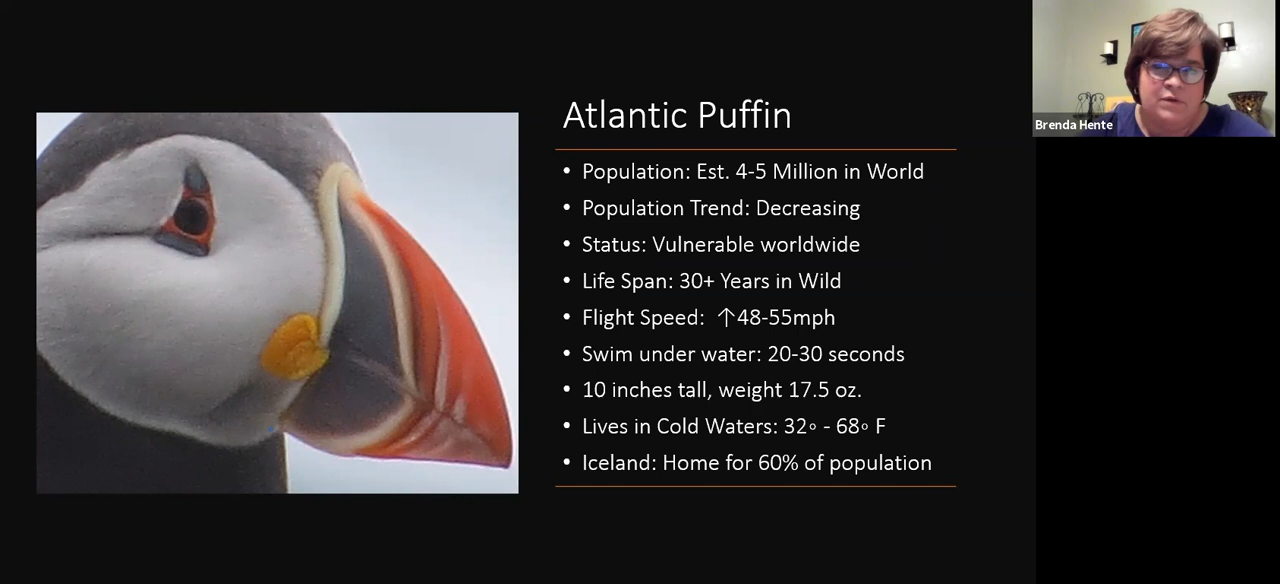 Atlantic Puffin
• Population: Est. 4-5 Million in World
• Population Trend: Decreasing
• Status: Vulnerable worldwide
• Life Span: 30+ Years in Wild
• Flight Speed: ↑48-55mph
• Swim under water: 20-30 seconds
• 10 inches tall, weight 17.5 oz.
• Lives in Cold Waters: 32◦ - 68◦ F
• Iceland: Home for 60% of population
Brenda Hente